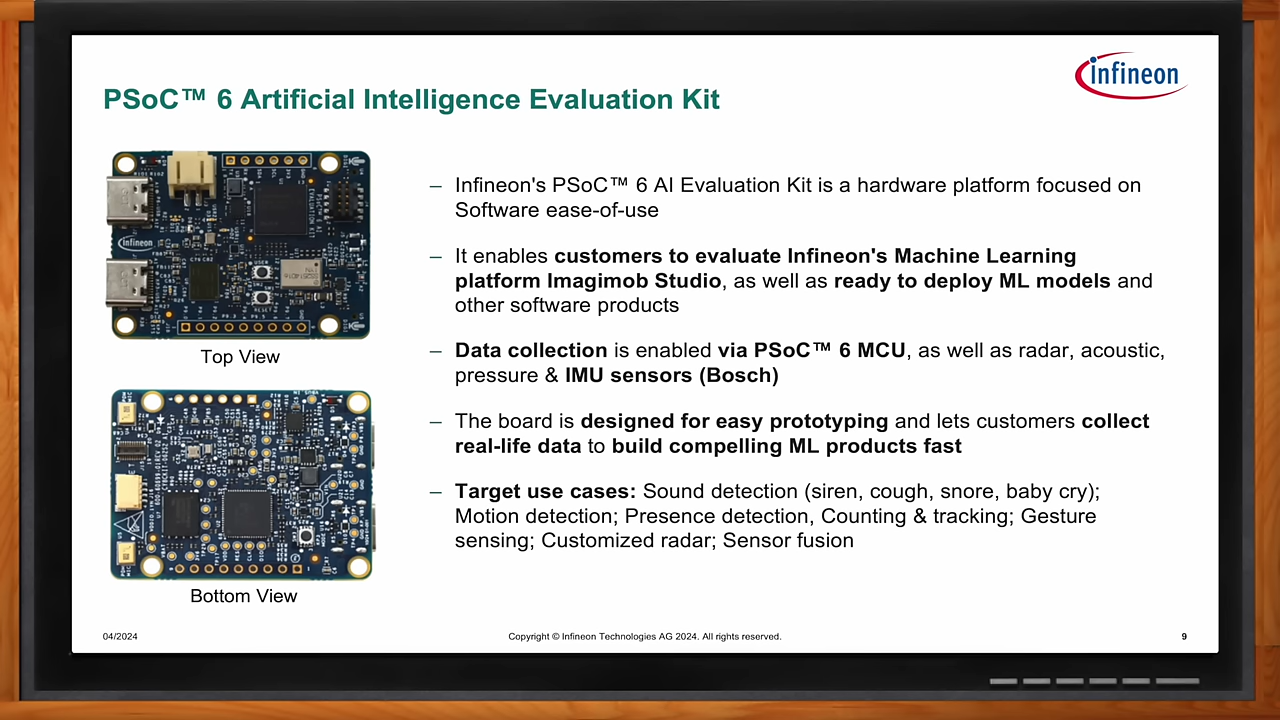 infineon
PSoC™ 6 Artificial Intelligence Evaluation Kit
– Infineon's PSoC™ 6 AI Evaluation Kit is a hardware platform focused on
Software ease-of-use
– It enables customers to evaluate Infineon's Machine Learning
platform Imagimob Studio, as well as ready to deploy ML models and
other software products
– Data collection is enabled via PSoC™ 6 MCU, as well as radar, acoustic,
pressure & IMU sensors (Bosch)
– The board is designed for easy prototyping and lets customers collect
real-life data to build compelling ML products fast
– Target use cases: Sound detection (siren, cough, snore, baby cry);
Motion detection; Presence detection, Counting & tracking; Gesture
sensing; Customized radar; Sensor fusion
infineon
USER
RESET
Top View
Bottom View
04/2024
Copyright © Infineon Technologies AG 2024. All rights reserved.
9